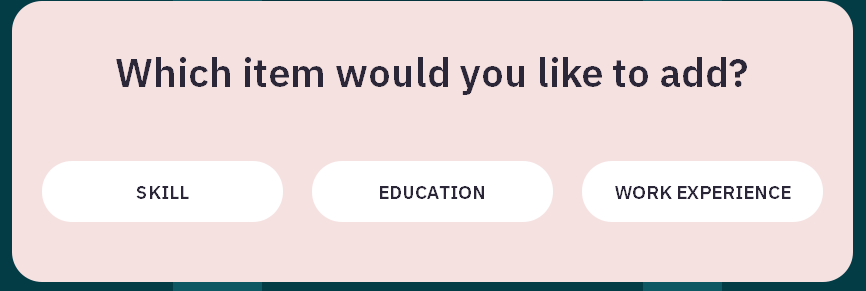 Which item would you like to add?
SKILL
EDUCATION
WORK EXPERIENCE